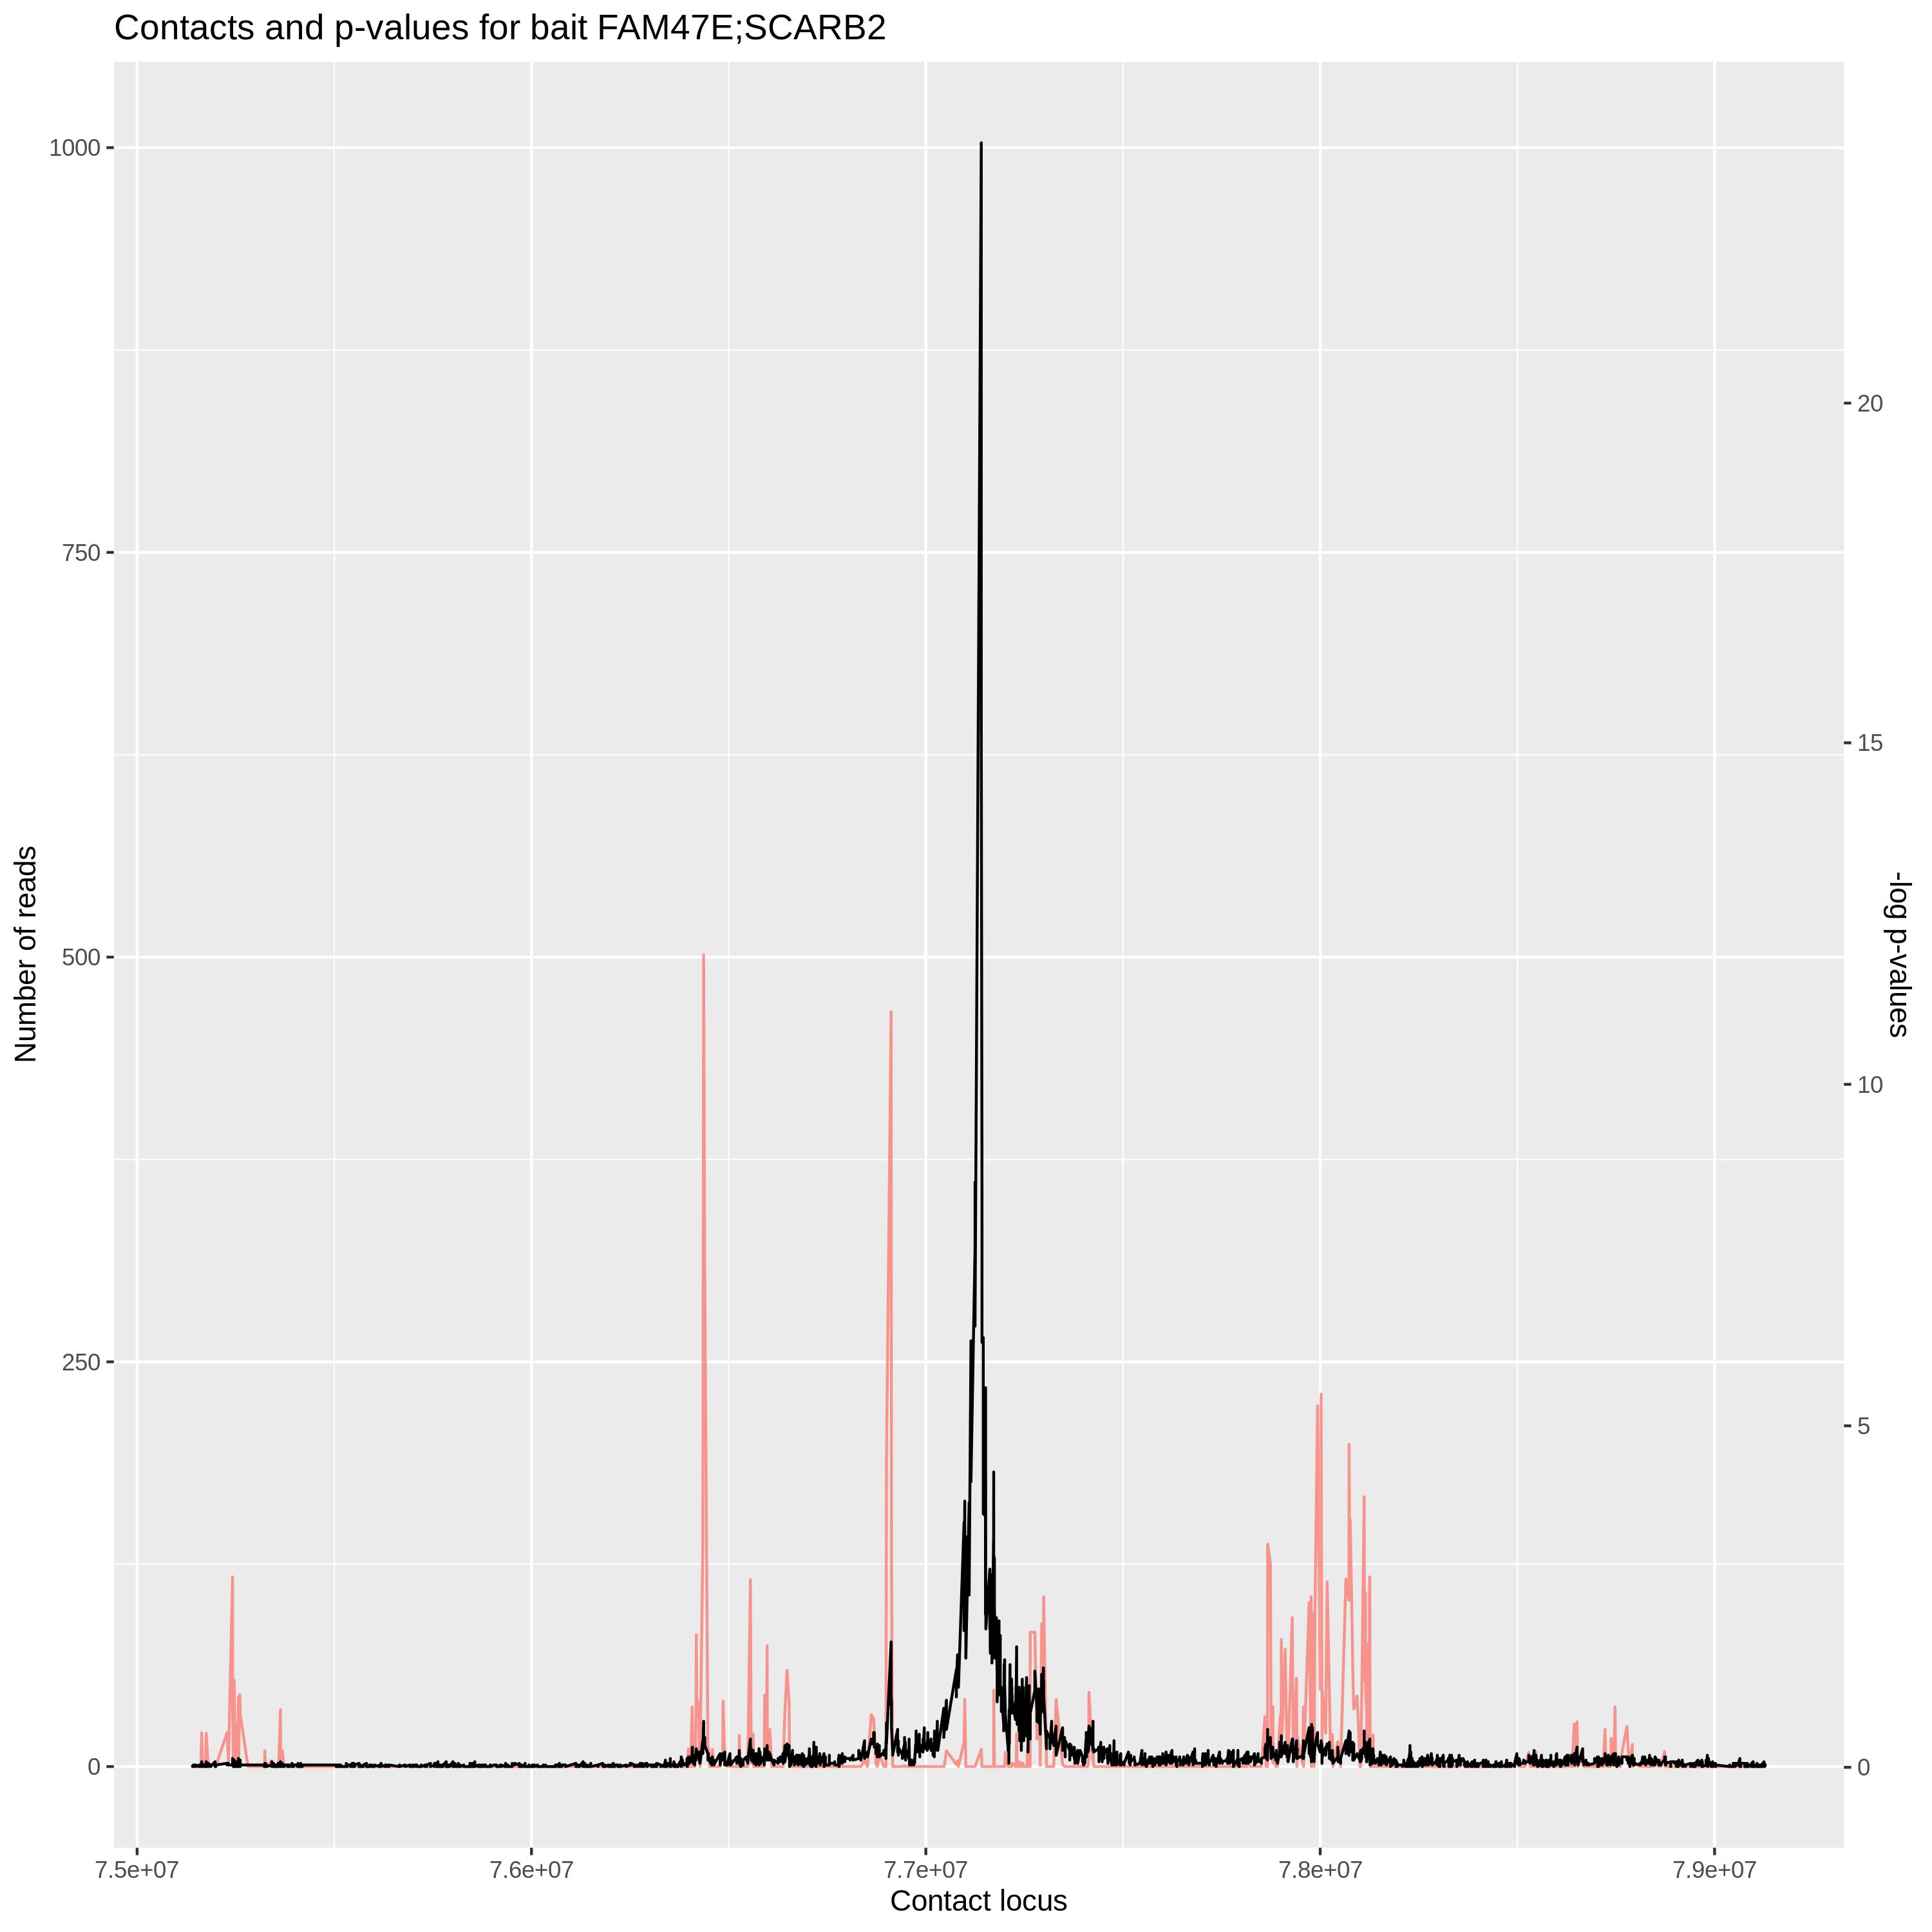 Contacts and p-values for bait FAM47E;SCARB2
1000
750
500
250
0
Number of reads
20
15
10
5
0
-log p-values
7.5e+07
7.6e+07
7.7e+07
7.8e+07
7.9e+07
Contact locus